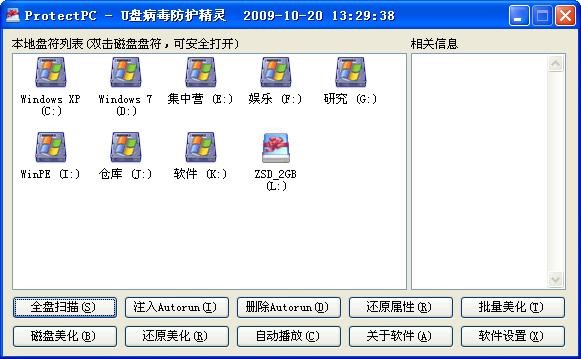 ProtectPC - U盘病毒防护精灵 2009-10-20 13:29:38
本地盘符列表(双击磁盘盘符，可安全打开)
相关信息
Windows XP (C:)
Windows 7 (D:)
集中营 (E:)
娱乐 (F:)
研究 (G:)
WinPE (I:)
仓库 (J:)
软件 (K:)
ZSD_2GB (L:)
全盘扫描(S)
注入Autorun(I)
删除Autorun(D)
还原属性(R)
批量美化(T)
磁盘美化(B)
还原美化(R)
自动播放(C)
关于软件(A)
软件设置(X)